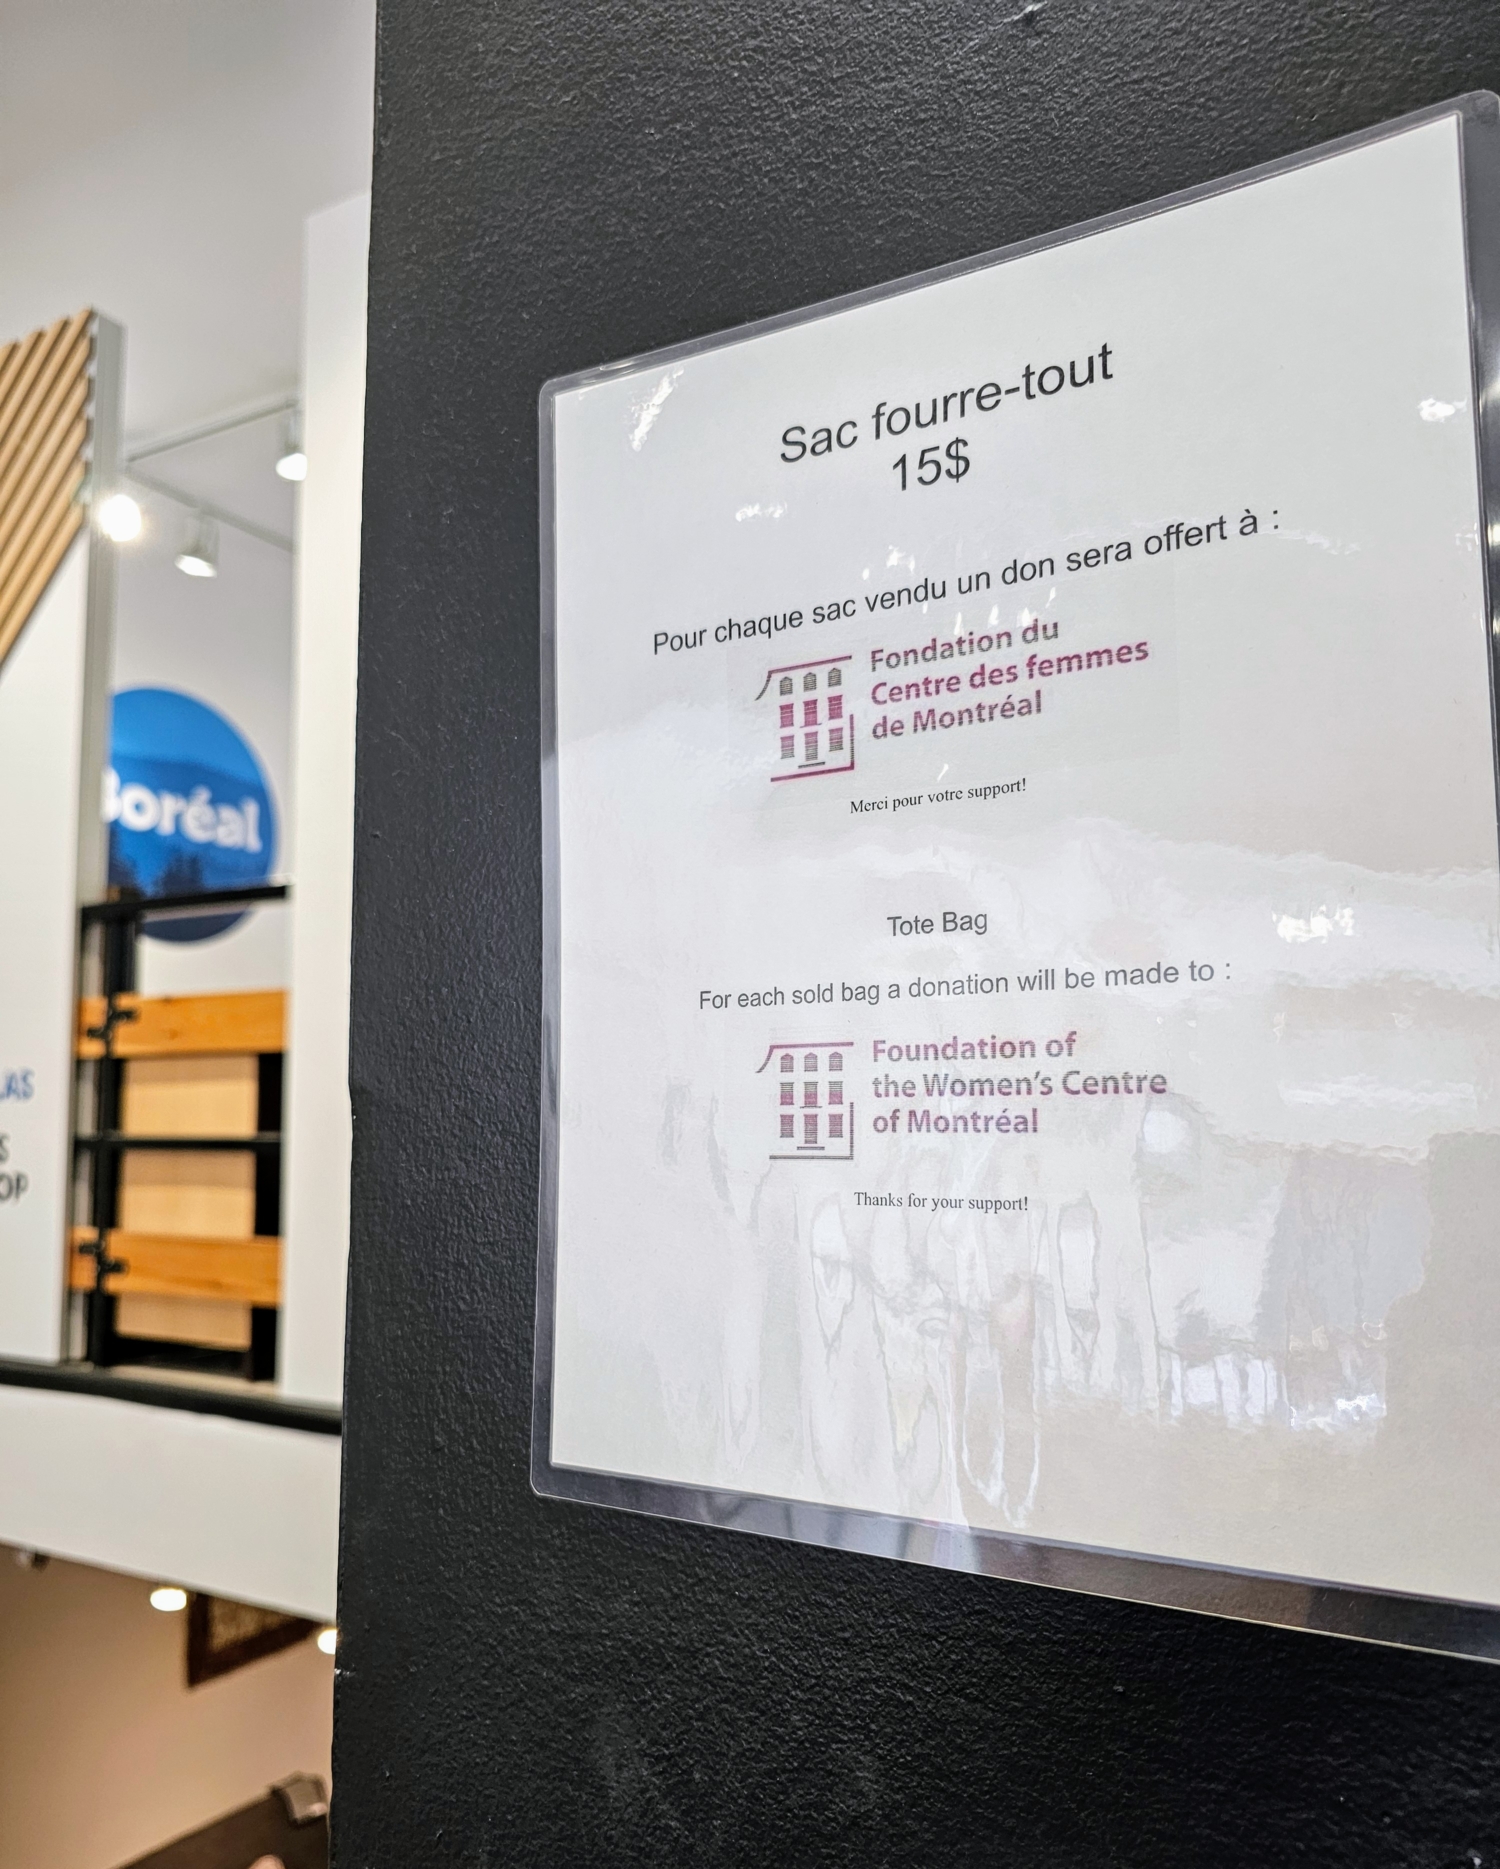 Sac fourre-tout
15$
Pour chaque sac vendu un don sera offert à :
Fondation du
Centre des femmes
de Montréal
Merci pour votre support!
Tote Bag
For each sold bag a donation will be made to :
Foundation of
the Women's Centre
of Montréal
Thanks for your support!
Boréal